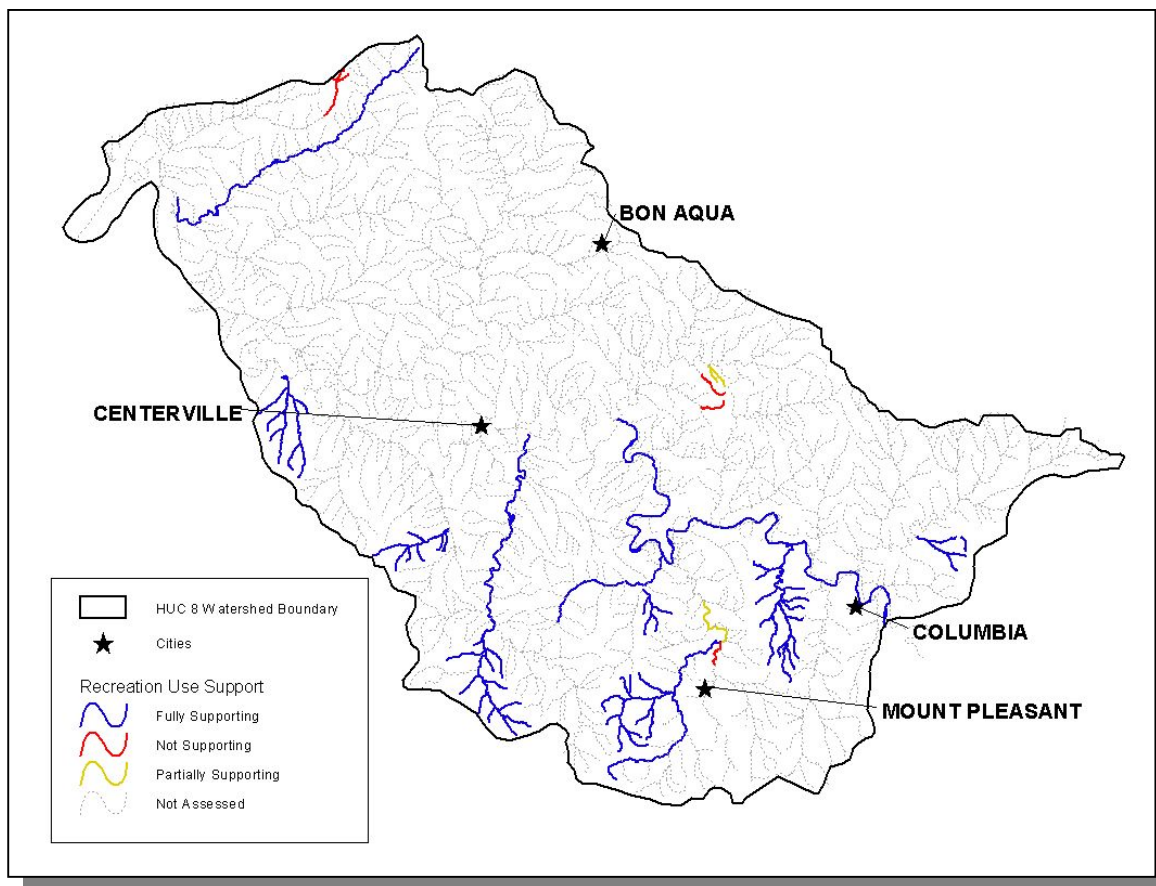 BON AQUA
CENTERVILLE
COLUMBIA
MOUNT PLEASANT
HUC 8 Watershed Boundary
Cities
Recreation Use Support
Fully Supporting
Not Supporting
Partially Supporting
Not Assessed